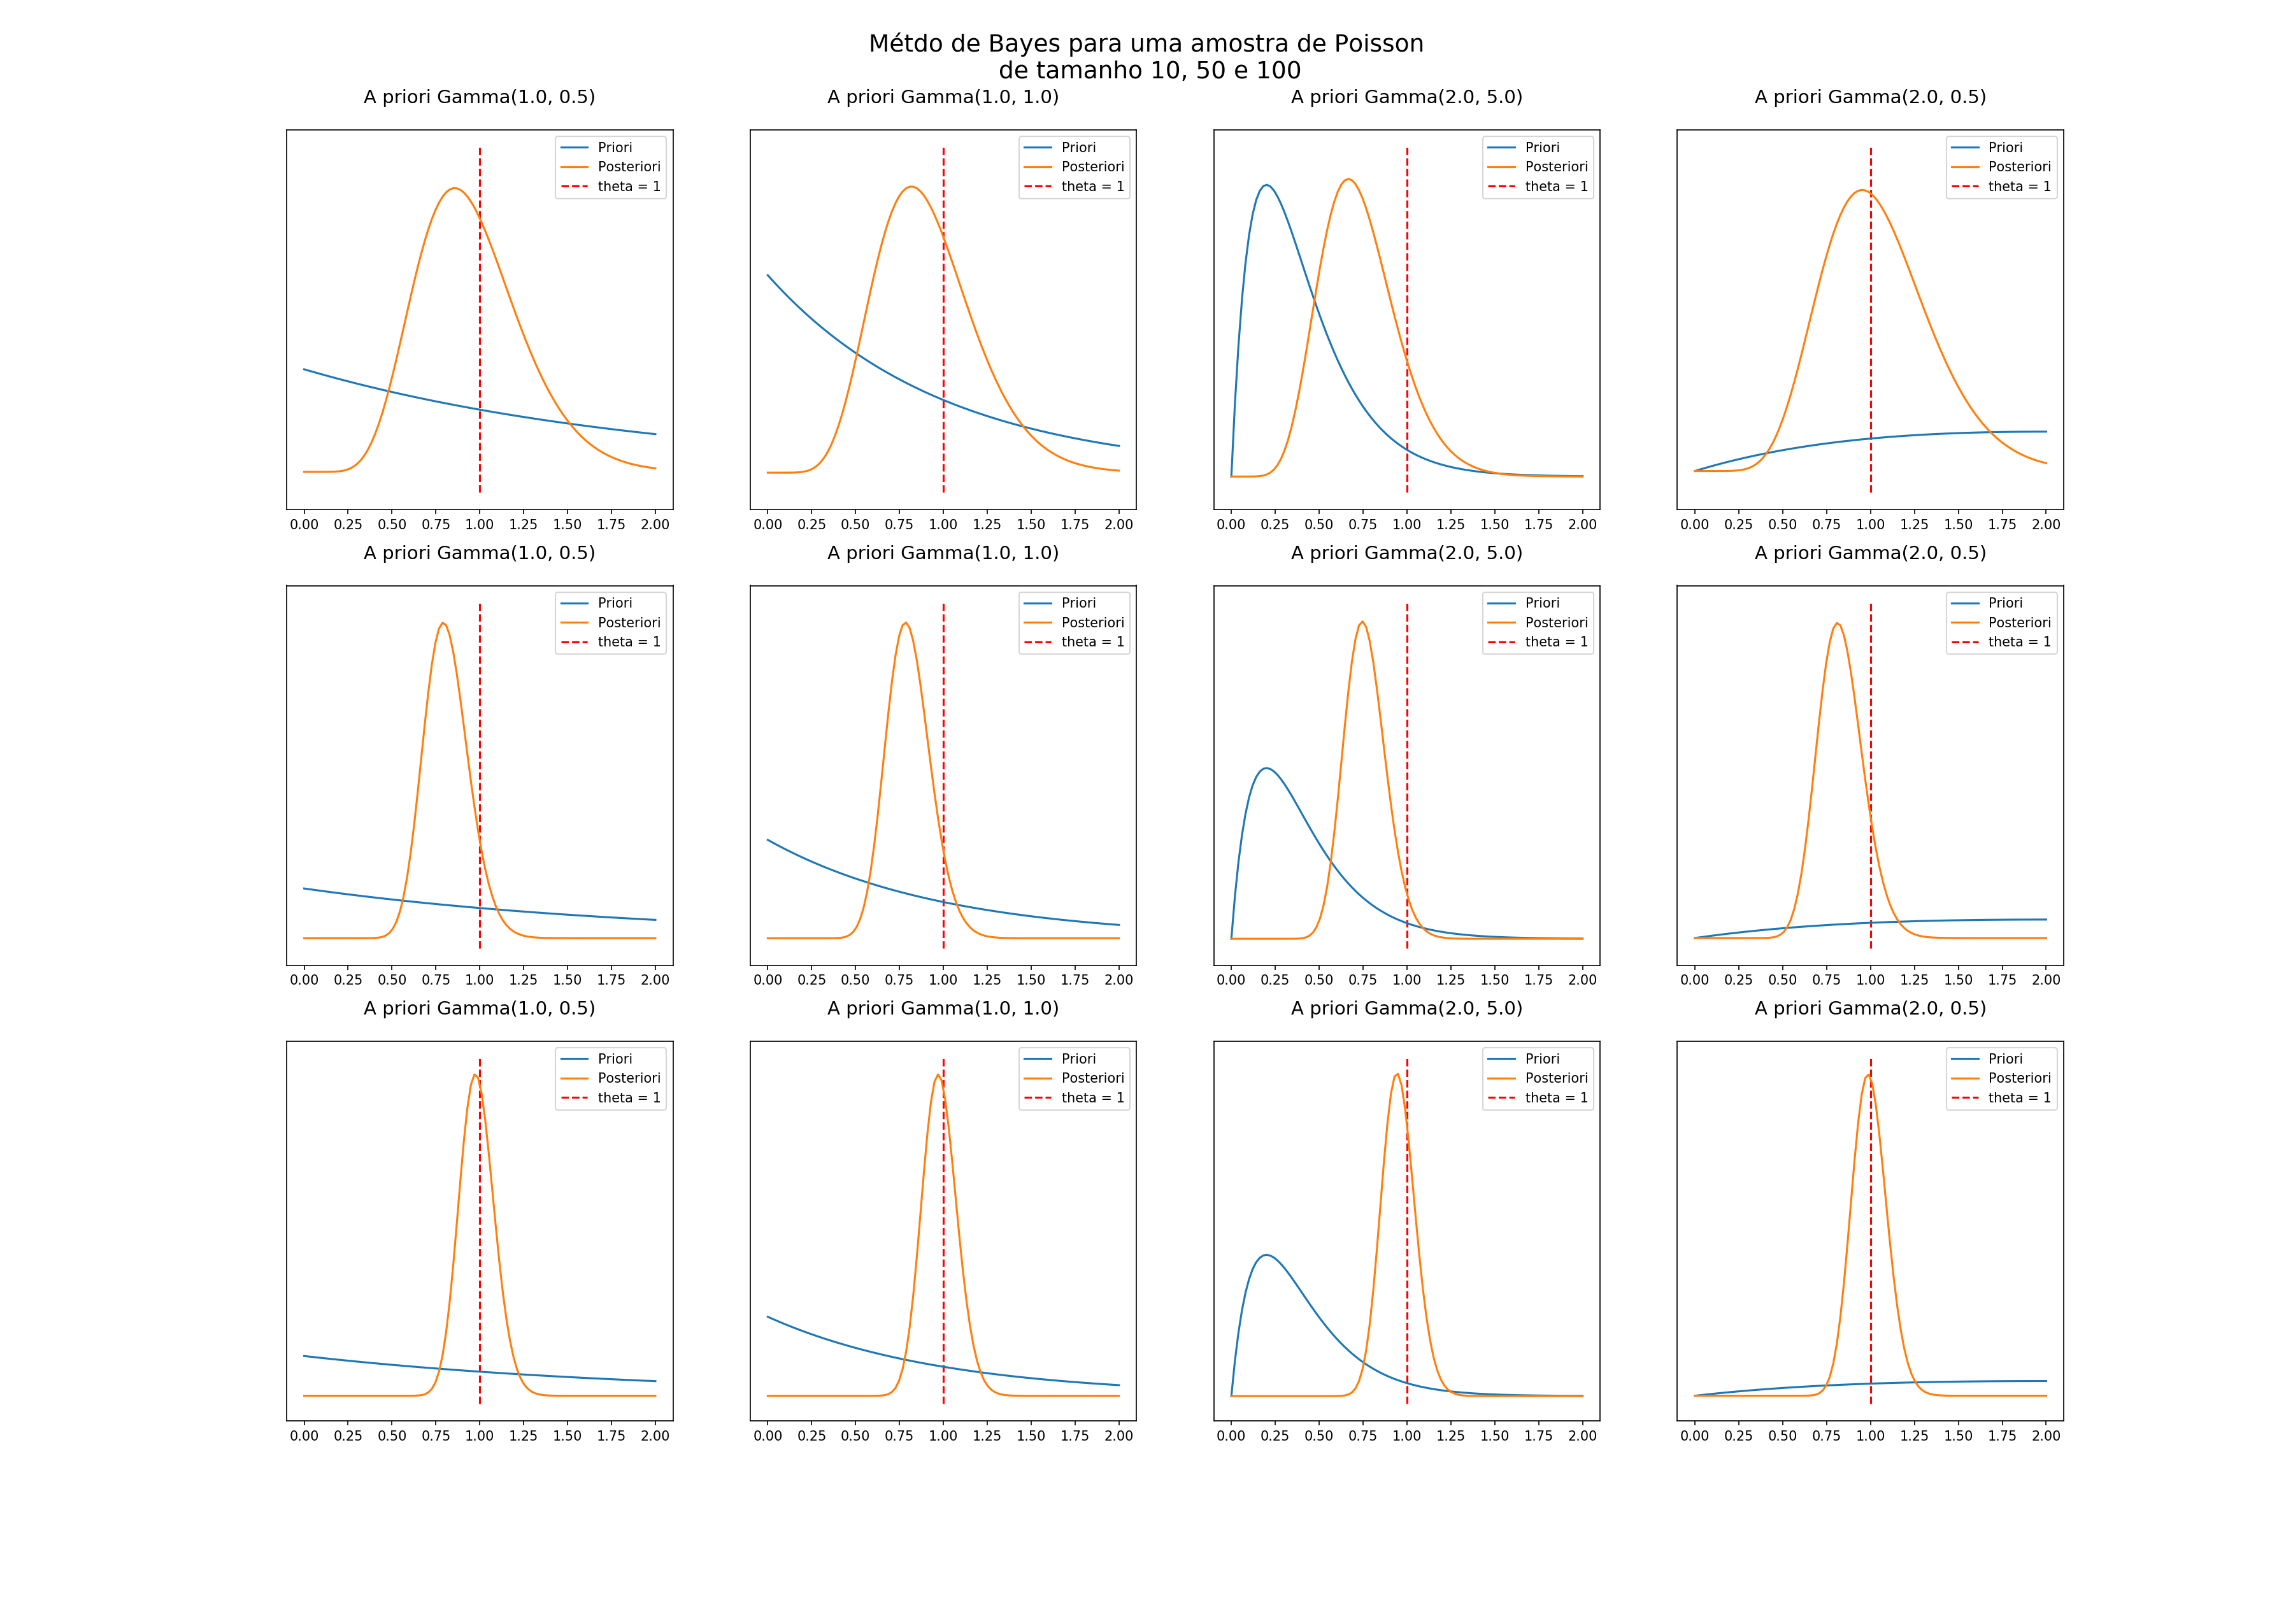 Métdo de Bayes para uma amostra de Poisson
de tamanho 10, 50 e 100
A priori Gamma(1.0, 0.5)
A priori Gamma(1.0, 1.0)
A priori Gamma(2.0, 5.0)
A priori Gamma(2.0, 0.5)
Priori
Posteriori
theta = 1
Priori
Posteriori
theta = 1
Priori
Posteriori
theta = 1
Priori
Posteriori
theta = 1
0.00 0.25 0.50 0.75 1.00 1.25 1.50 1.75 2.00
0.00 0.25 0.50 0.75 1.00 1.25 1.50 1.75 2.00
0.00 0.25 0.50 0.75 1.00 1.25 1.50 1.75 2.00
0.00 0.25 0.50 0.75 1.00 1.25 1.50 1.75 2.00
A priori Gamma(1.0, 0.5)
A priori Gamma(1.0, 1.0)
A priori Gamma(2.0, 5.0)
A priori Gamma(2.0, 0.5)
Priori
Posteriori
theta = 1
Priori
Posteriori
theta = 1
Priori
Posteriori
theta = 1
Priori
Posteriori
theta = 1
0.00 0.25 0.50 0.75 1.00 1.25 1.50 1.75 2.00
0.00 0.25 0.50 0.75 1.00 1.25 1.50 1.75 2.00
0.00 0.25 0.50 0.75 1.00 1.25 1.50 1.75 2.00
0.00 0.25 0.50 0.75 1.00 1.25 1.50 1.75 2.00
A priori Gamma(1.0, 0.5)
A priori Gamma(1.0, 1.0)
A priori Gamma(2.0, 5.0)
A priori Gamma(2.0, 0.5)
Priori
Posteriori
theta = 1
Priori
Posteriori
theta = 1
Priori
Posteriori
theta = 1
Priori
Posteriori
theta = 1
0.00 0.25 0.50 0.75 1.00 1.25 1.50 1.75 2.00
0.00 0.25 0.50 0.75 1.00 1.25 1.50 1.75 2.00
0.00 0.25 0.50 0.75 1.00 1.25 1.50 1.75 2.00
0.00 0.25 0.50 0.75 1.00 1.25 1.50 1.75 2.00